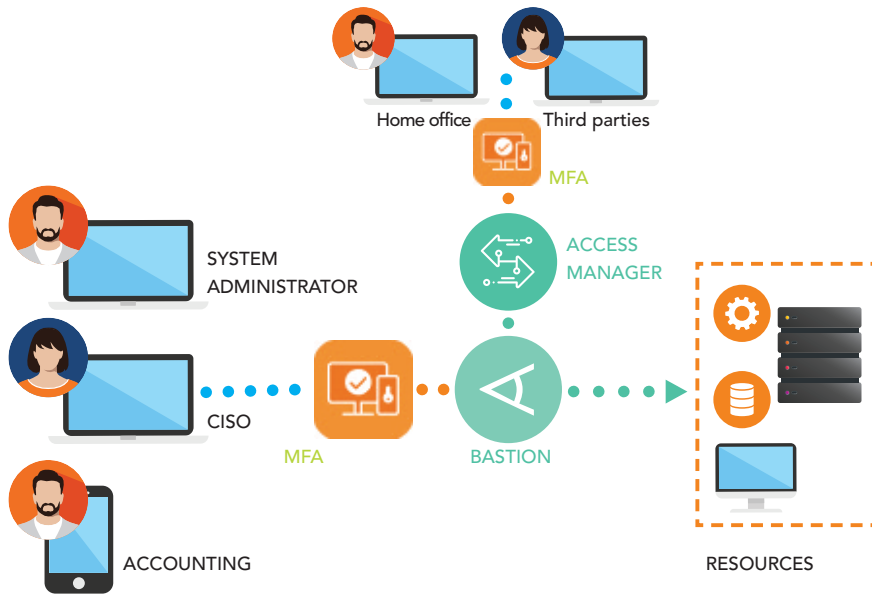 Home office
Third parties
MFA
ACCESS
MANAGER
SYSTEM
ADMINISTRATOR
CISO
MFA
BASTION
ACCOUNTING
RESOURCES